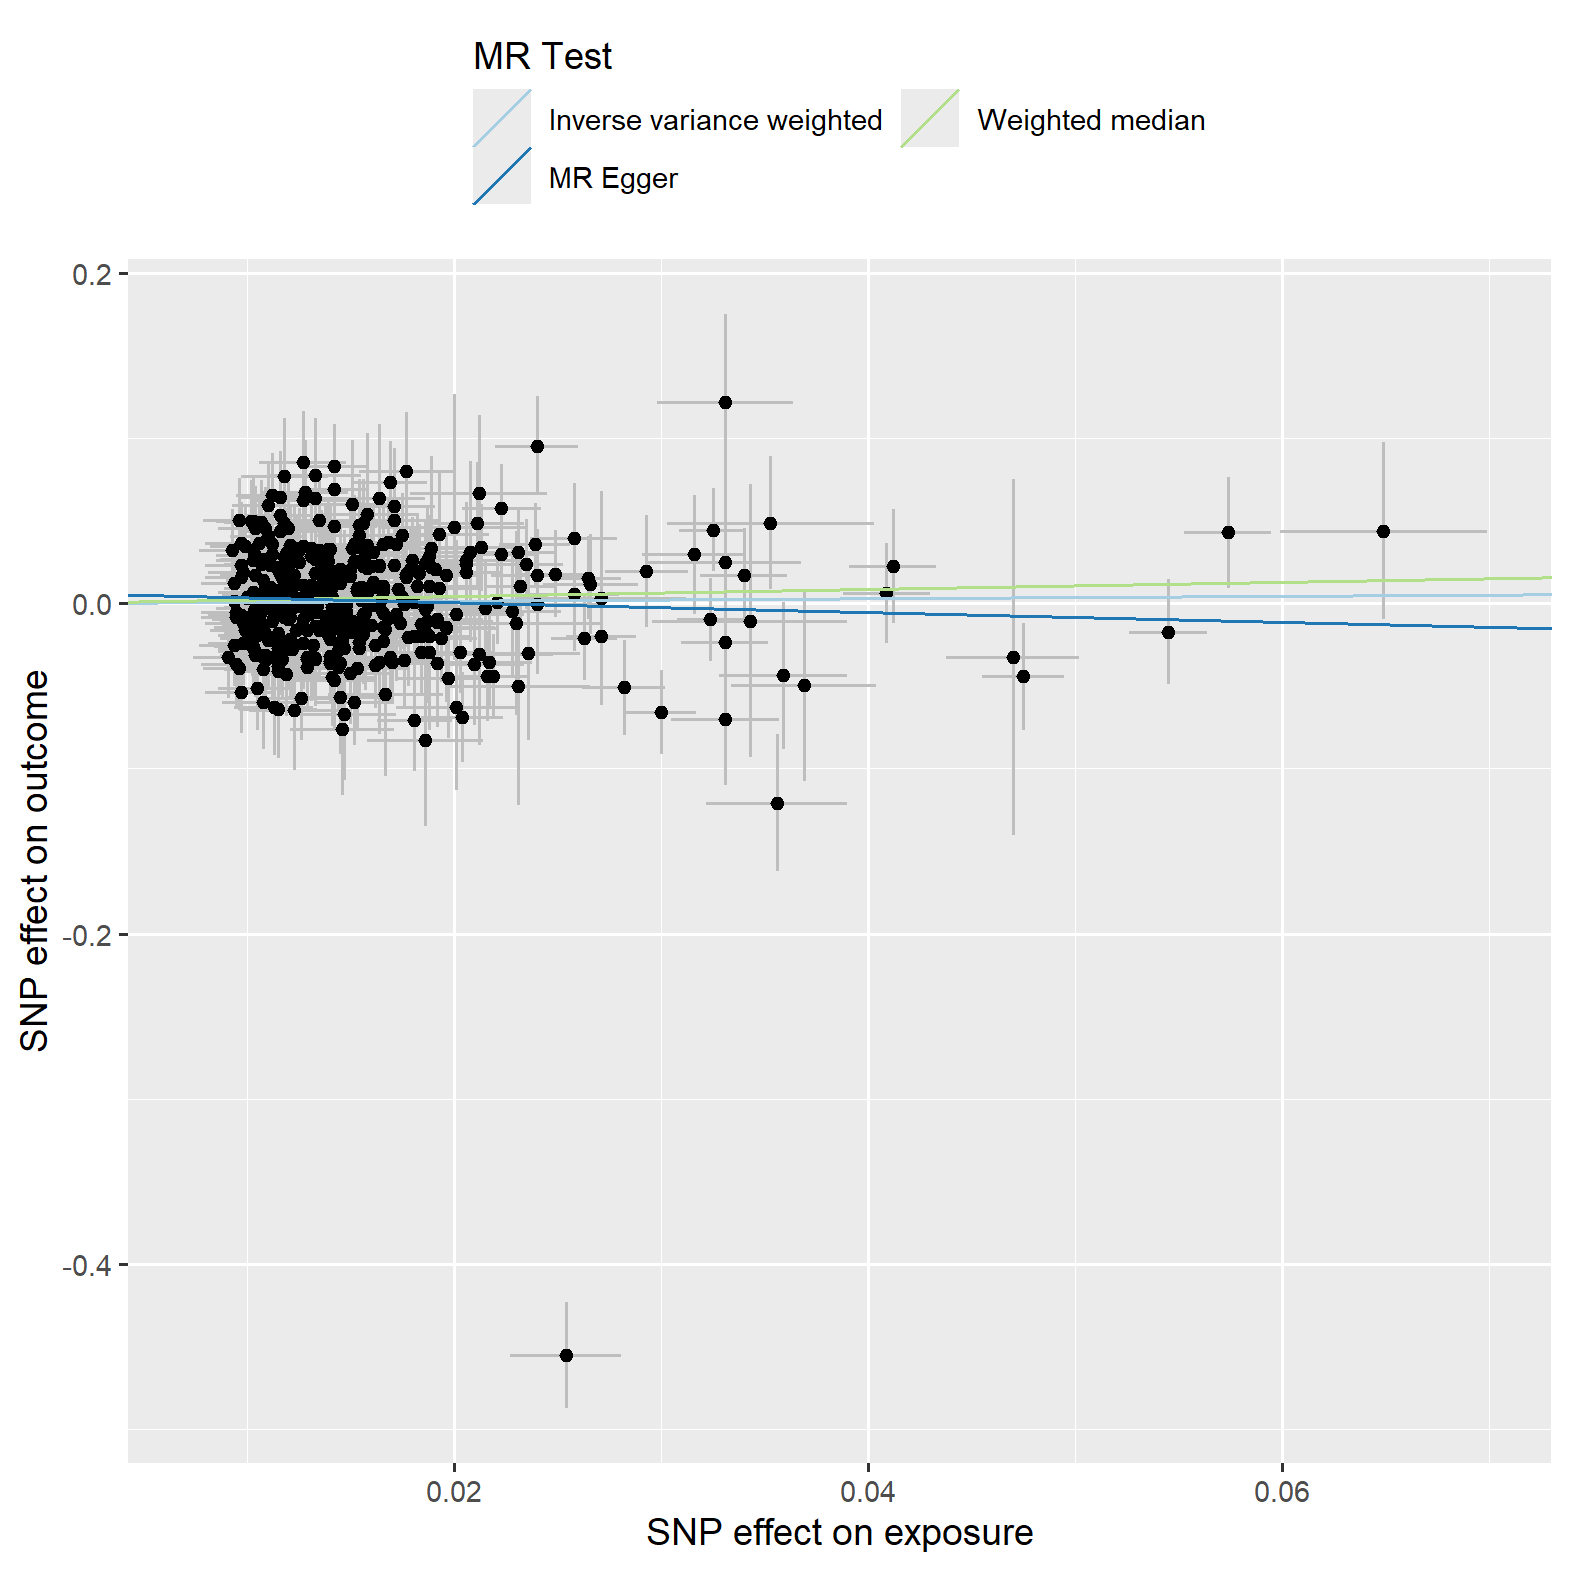 MR Test
Inverse variance weighted
Weighted median
MR Egger
0.2
0.0
-0.2
-0.4
SNP effect on outcome
0.02
0.04
0.06
SNP effect on exposure